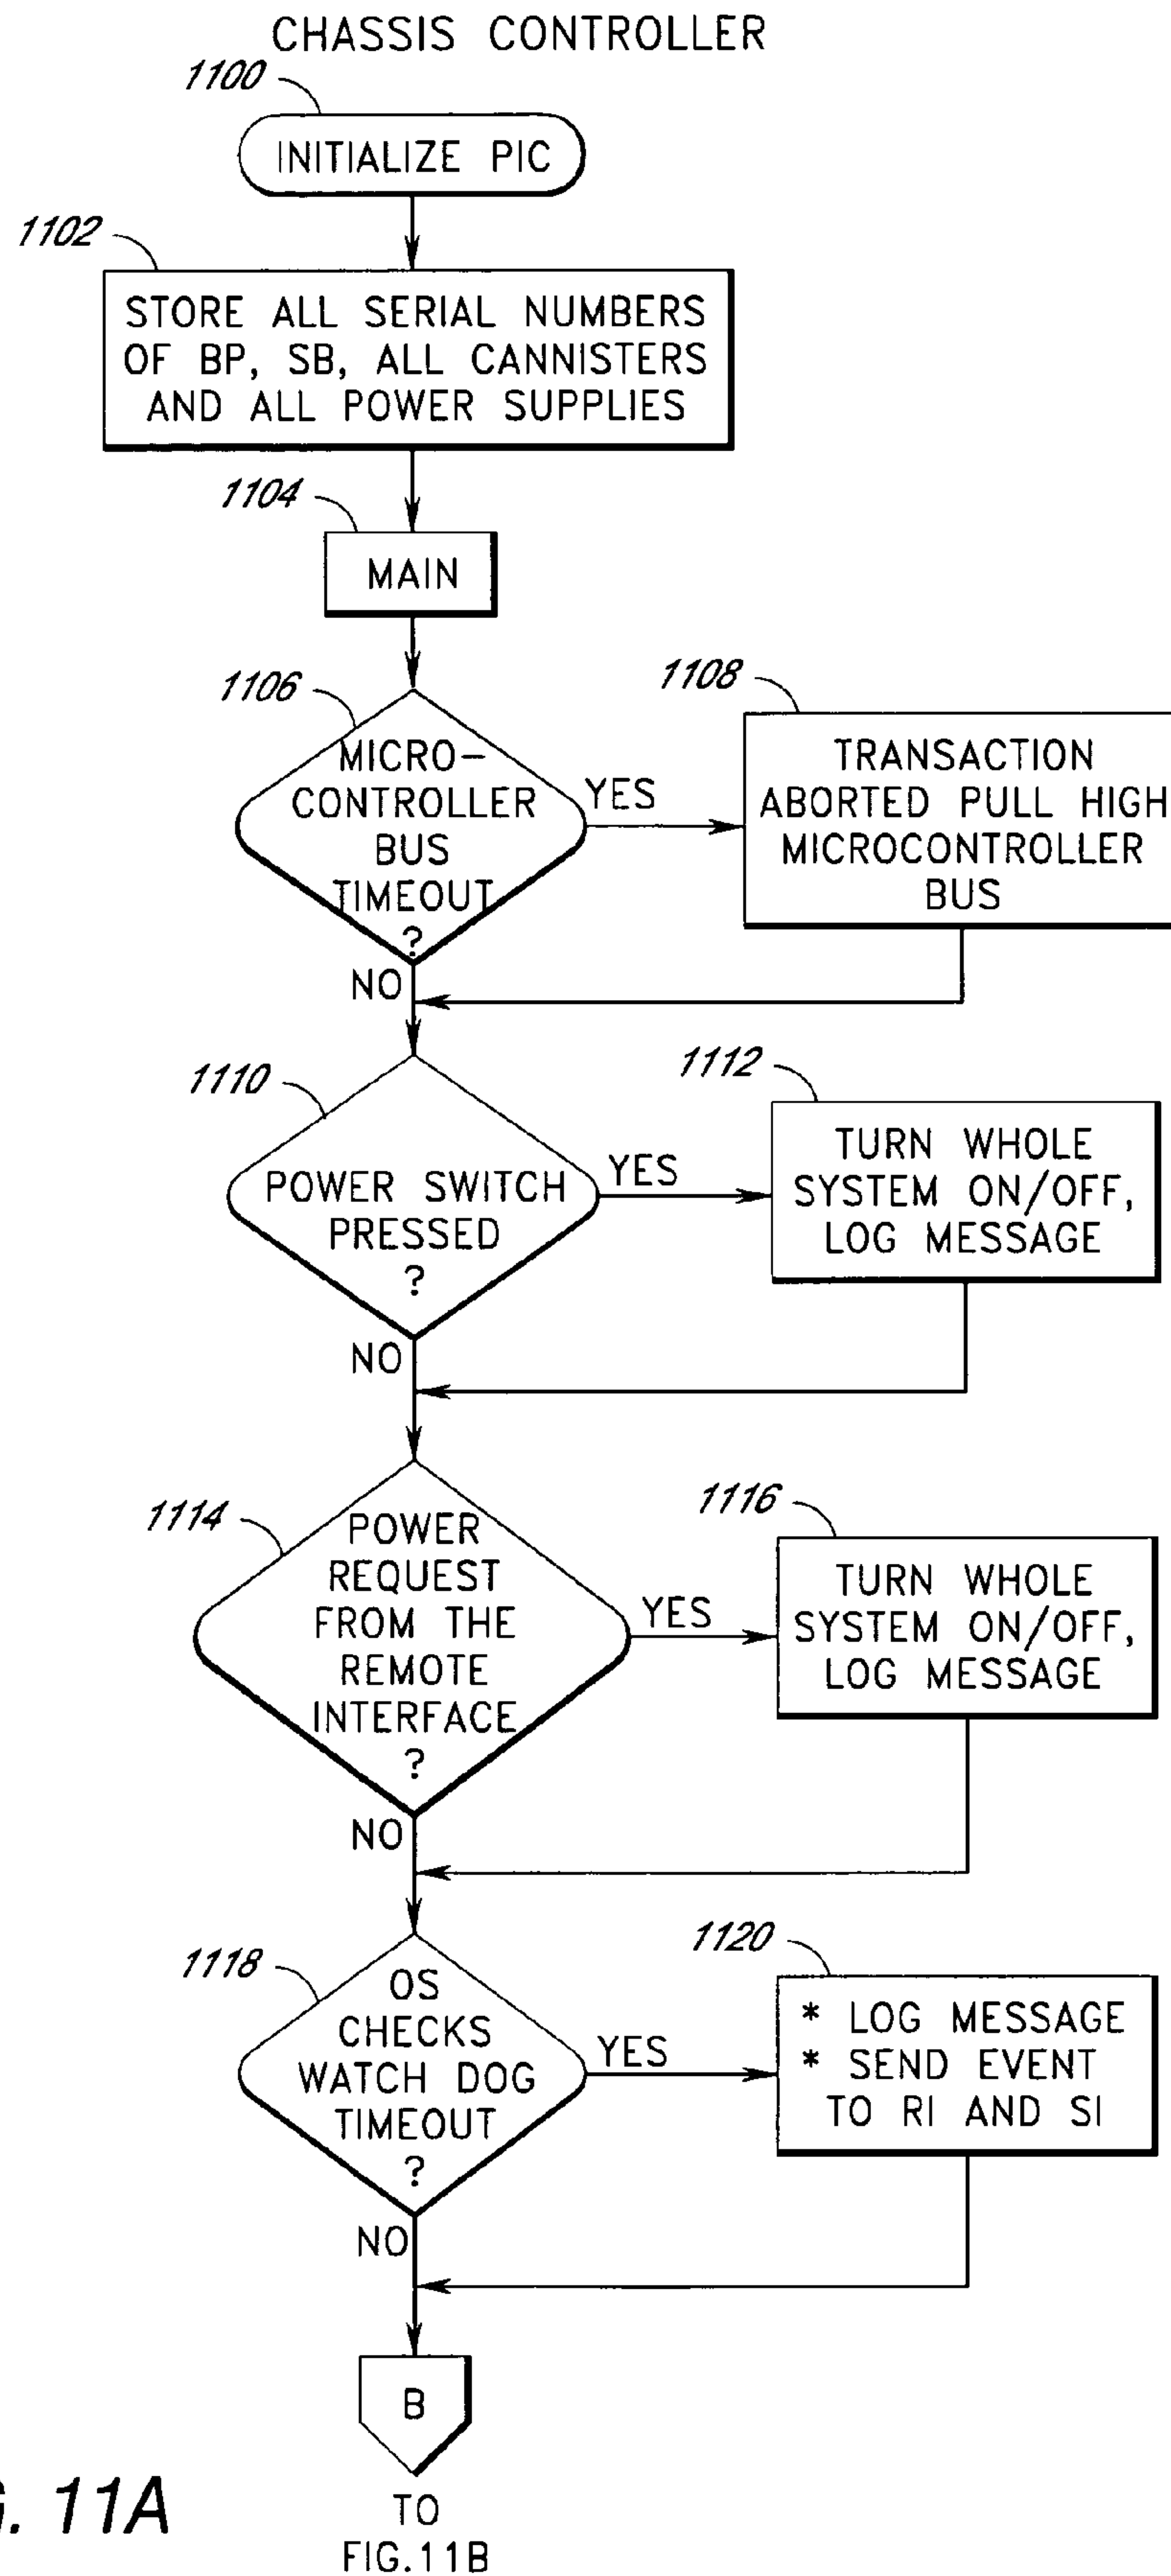 CHASSIS CONTROLLER
1100
INITIALIZE PIC
1102
STORE ALL SERIAL NUMBERS
OF BP, SB, ALL CANNISTERS
AND ALL POWER SUPPLIES
1104
MAIN
1106
MICRO-
CONTROLLER
BUS
TIMEOUT
?
YES
NO
1108
TRANSACTION
ABORTED PULL HIGH
MICROCONTROLLER
BUS
1110
POWER SWITCH
PRESSED
?
YES
NO
1112
TURN WHOLE
SYSTEM ON/OFF,
LOG MESSAGE
1114
POWER
REQUEST
FROM THE
REMOTE
INTERFACE
?
YES
NO
1116
TURN WHOLE
SYSTEM ON/OFF,
LOG MESSAGE
1118
OS
CHECKS
WATCH DOG
TIMEOUT
?
YES
NO
1120
* LOG MESSAGE
* SEND EVENT
TO RI AND SI
B
TO
FIG.11B
G. 11A